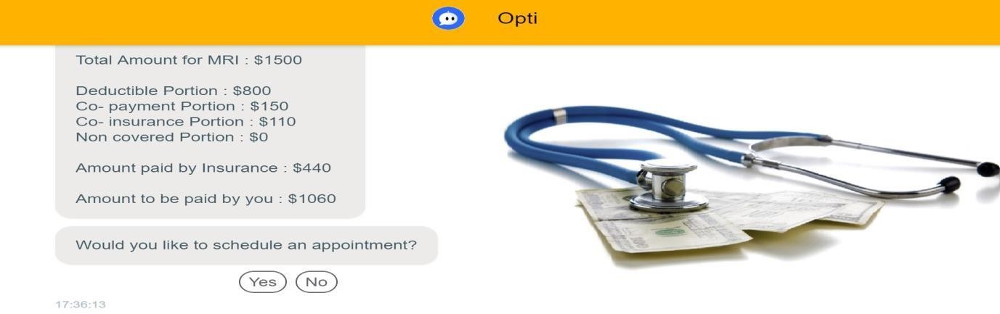 Opti
Total Amount for MRI : $1500
Deductible Portion : $800
Co- payment Portion : $150
Co- insurance Portion : $110
Non covered Portion : $0
Amount paid by Insurance : $440
Amount to be paid by you : $1060
Would you like to schedule an appointment?
Yes No
17:36:13